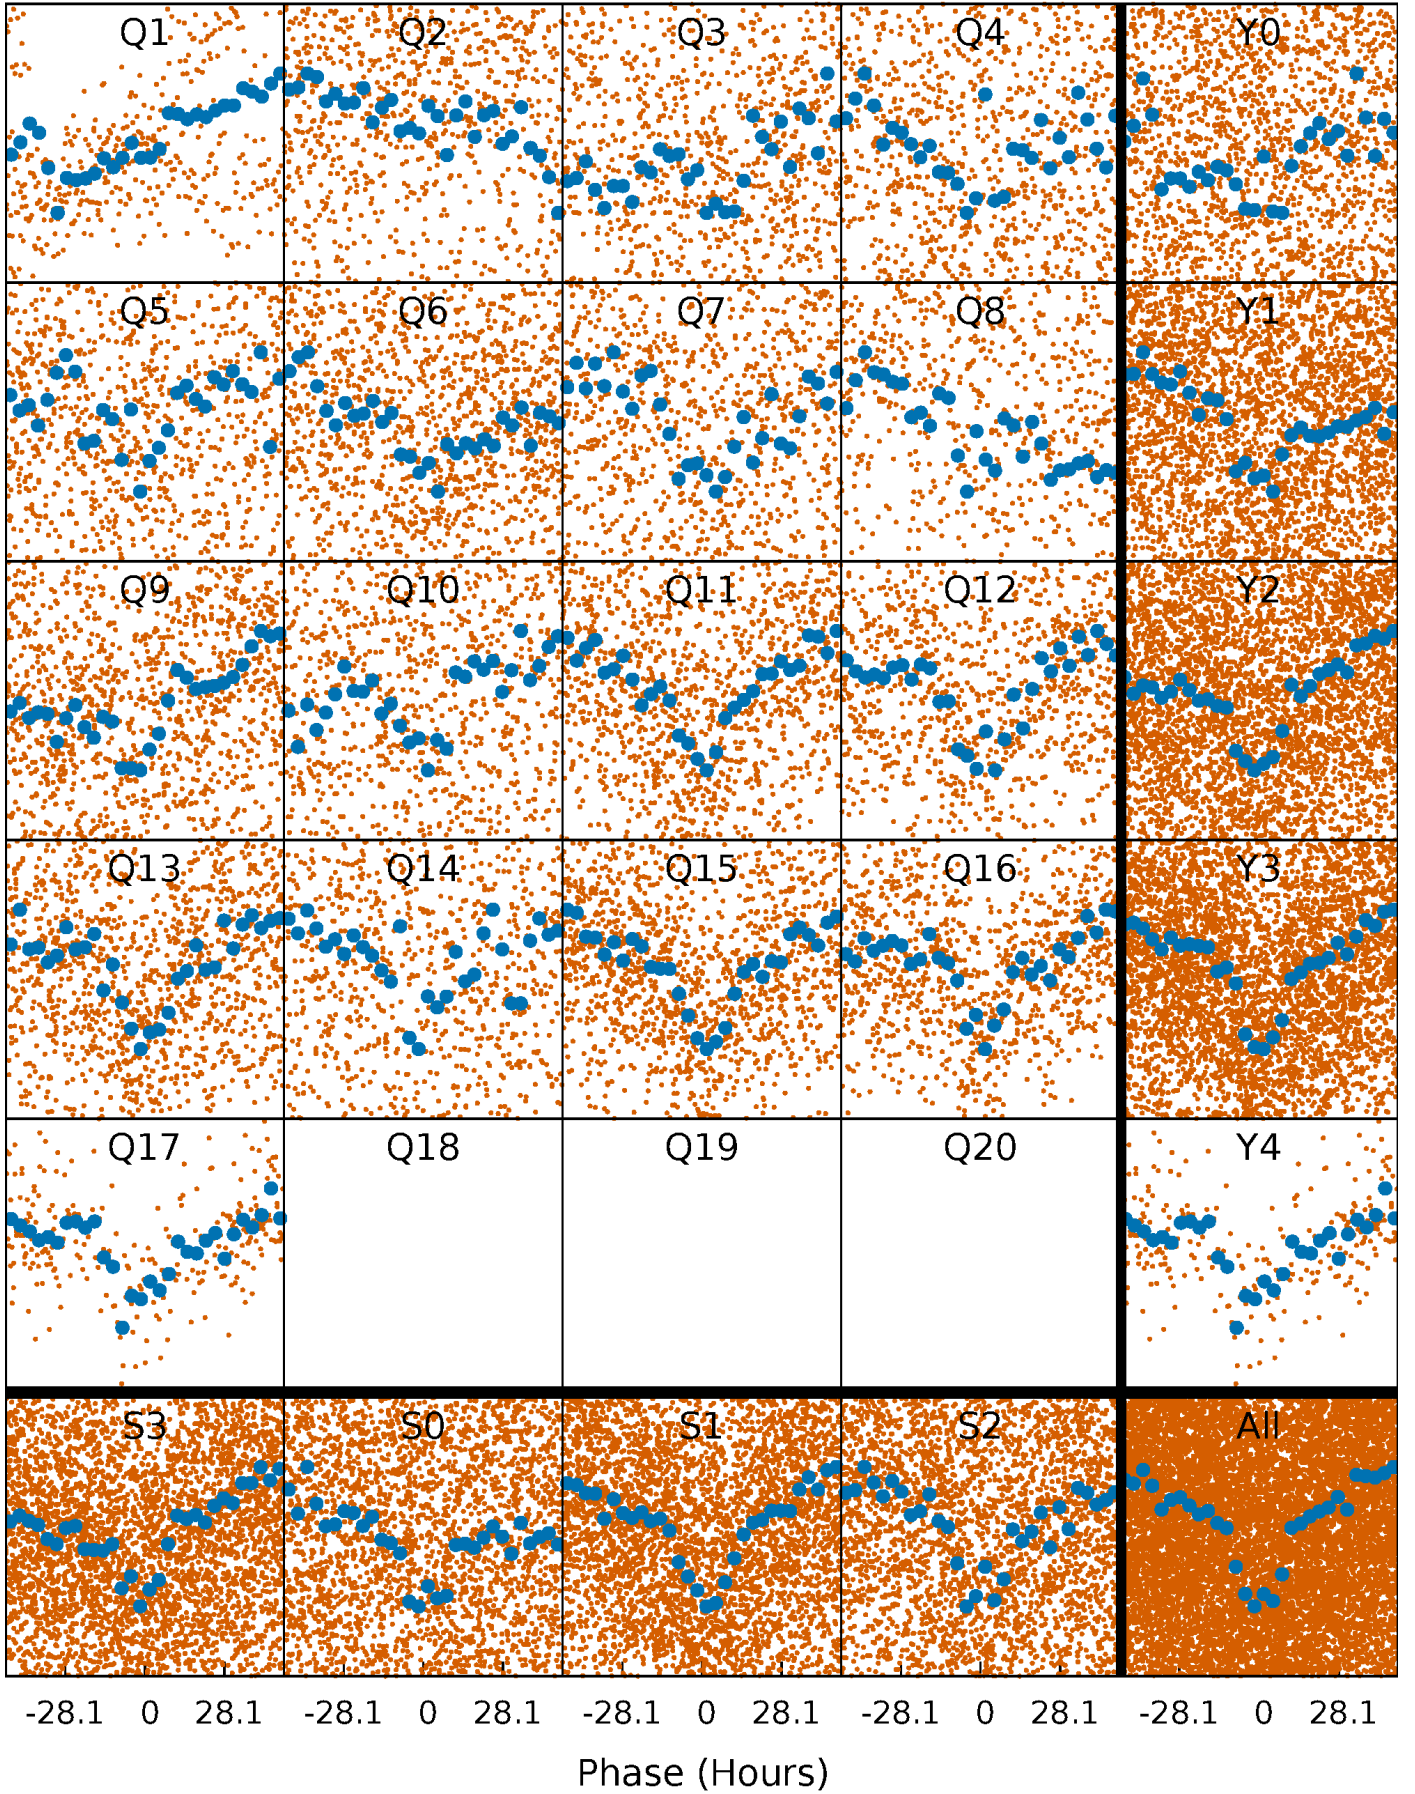 Q1 Q2 Q3 Q4 Y0
Q5 Q6 Q7 Q8 Y1
Q9 Q10 Q11 Q12 Y2
Q13 Q14 Q15 Q16 Y3
Q17 Q18 Q19 Q20 Y4
S3 S0 S1 S2 All
-28.1 0 28.1 -28.1 0 28.1 -28.1 0 28.1 -28.1 0 28.1 -28.1 0 28.1
Phase (Hours)